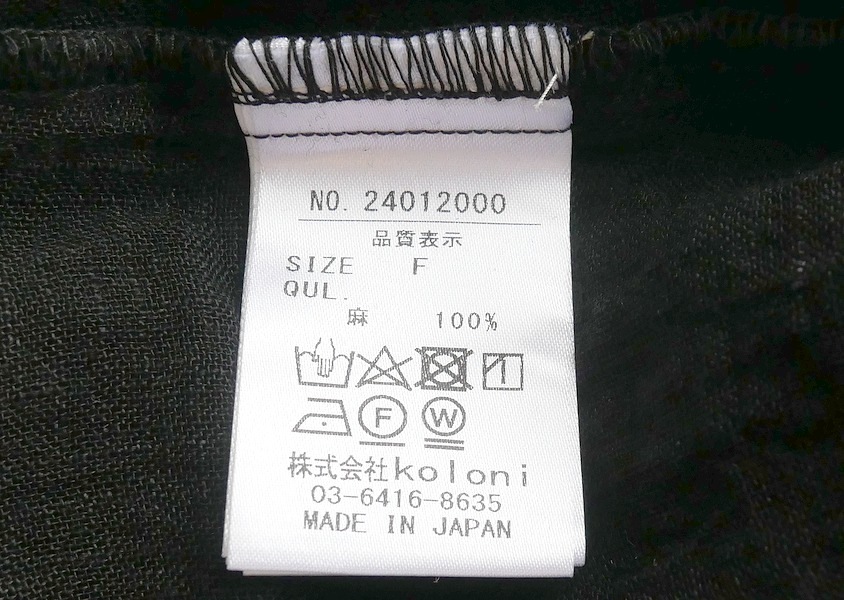 NO. 24012000
品質表示
SIZE F
QUL.
麻 100%
F W
株式会社koloni
03-6416-8635
MADE IN JAPAN